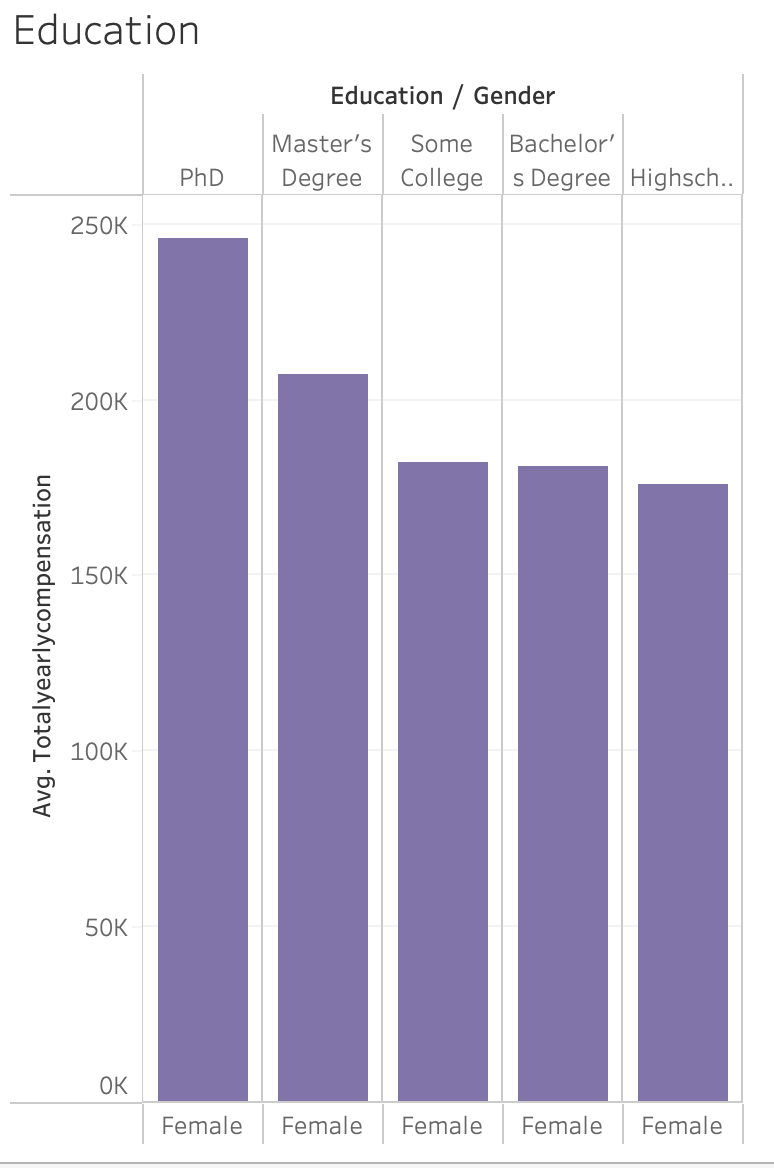 Education
Education / Gender
PhD
Master's
Degree
Some
College
Bachelor'
s Degree
Highsch..
250K
200K
150K
100K
50K
0K
Avg. Totalyearlycompensation
Female Female Female Female Female